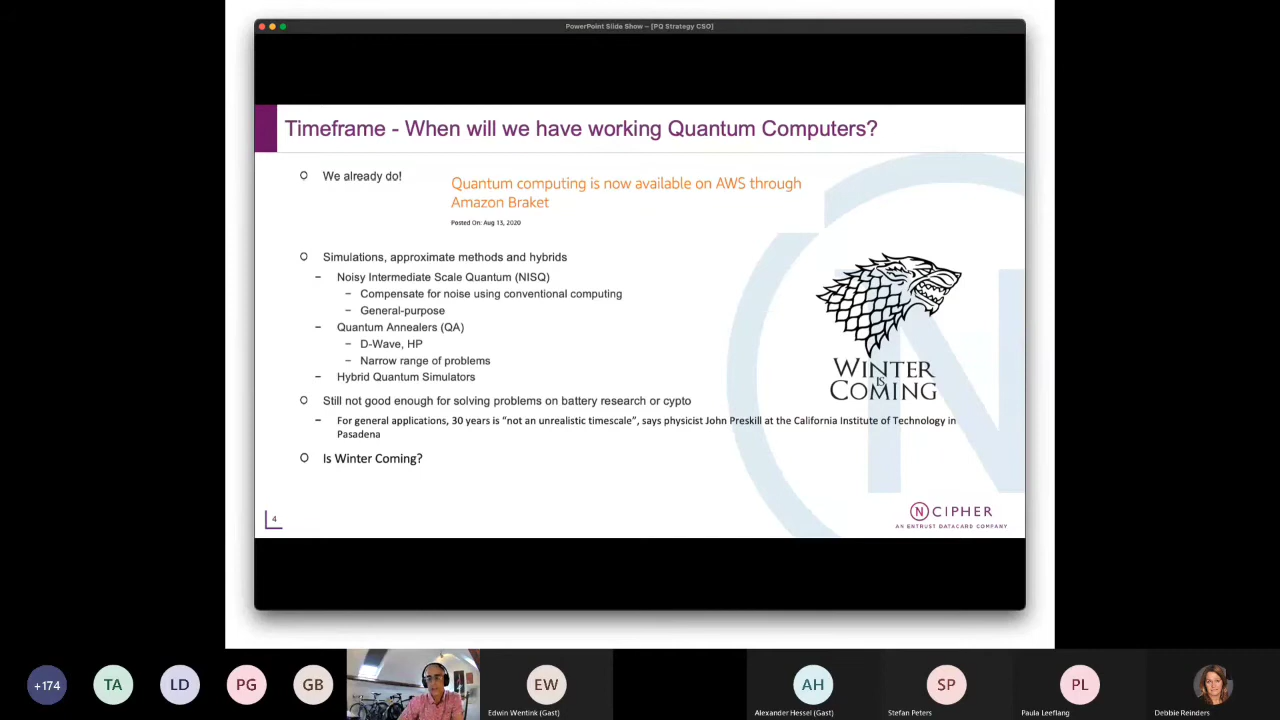 PowerPoint Slide Show – [PQ Strategy CSO]
Timeframe - When will we have working Quantum Computers?
We already do!
Quantum computing is now available on AWS through
Amazon Braket
Posted On: Aug 13, 2020
Simulations, approximate methods and hybrids
Noisy Intermediate Scale Quantum (NISQ)
Compensate for noise using conventional computing
General-purpose
Quantum Annealers (QA)
D-Wave, HP
Narrow range of problems
Hybrid Quantum Simulators
Still not good enough for solving problems on battery research or cypto
For general applications, 30 years is “not an unrealistic timescale”, says physicist John Preskill at the California Institute of Technology in
Pasadena
Is Winter Coming?
WINTER
IS
COMING
4
N CIPHER
AN ENTRUST DATACARD COMPANY
+174
TA
LD
PG
GB
EW
Edwin Wentink (Gast)
AH
Alexander Hessel (Gast)
SP
Stefan Peters
PL
Paula Leeflang
Debbie Reinders